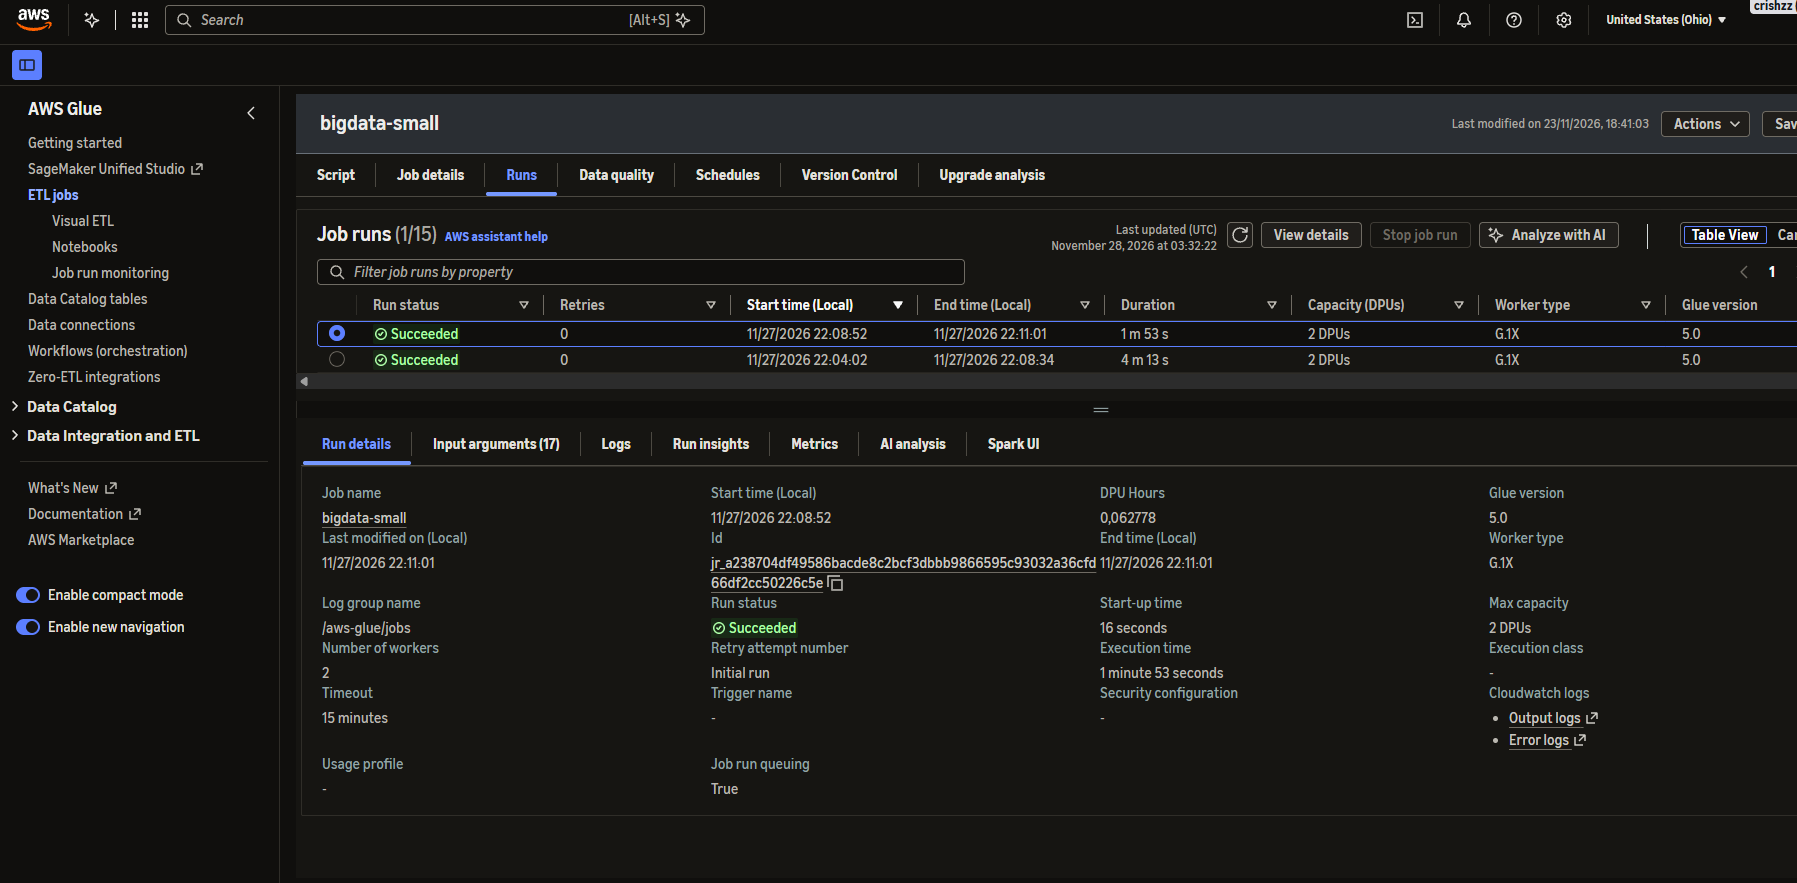 aws
Search [Alt+S]
United States (Ohio)
crishzz (
AWS Glue
Getting started
SageMaker Unified Studio
ETL jobs
Visual ETL
Notebooks
Job run monitoring
Data Catalog tables
Data connections
Workflows (orchestration)
Zero-ETL integrations
Data Catalog
Data Integration and ETL
What's New
Documentation
AWS Marketplace
Enable compact mode
Enable new navigation
bigdata-small
Last modified on 23/11/2026, 18:41:03 Actions Sav
Script Job details Runs Data quality Schedules Version Control Upgrade analysis
Job runs (1/15) AWS assistant help
Last updated (UTC)
November 28, 2026 at 03:32:22
View details Stop job run Analyze with AI Table View Car
Filter job runs by property
1
Run status Retries Start time (Local) End time (Local) Duration Capacity (DPUs) Worker type Glue version
Succeeded 0 11/27/2026 22:08:52 11/27/2026 22:11:01 1 m 53 s 2 DPUs G.1X 5.0
Succeeded 0 11/27/2026 22:04:02 11/27/2026 22:08:34 4 m 13 s 2 DPUs G.1X 5.0
Run details Input arguments (17) Logs Run insights Metrics AI analysis Spark UI
Job name Start time (Local) DPU Hours Glue version
bigdata-small 11/27/2026 22:08:52 0,062778 5.0
Last modified on (Local) Id End time (Local) Worker type
11/27/2026 22:11:01 jr_a238704df49586bacde8c2bcf3dbbb9866595c93032a36cfd 11/27/2026 22:11:01 G.1X
66df2cc50226c5e
Log group name Run status Start-up time Max capacity
/aws-glue/jobs Succeeded 16 seconds 2 DPUs
Number of workers Retry attempt number Execution time Execution class
2 Initial run 1 minute 53 seconds -
Timeout Trigger name Security configuration Cloudwatch logs
15 minutes - - Output logs
Error logs
Usage profile Job run queuing
- True